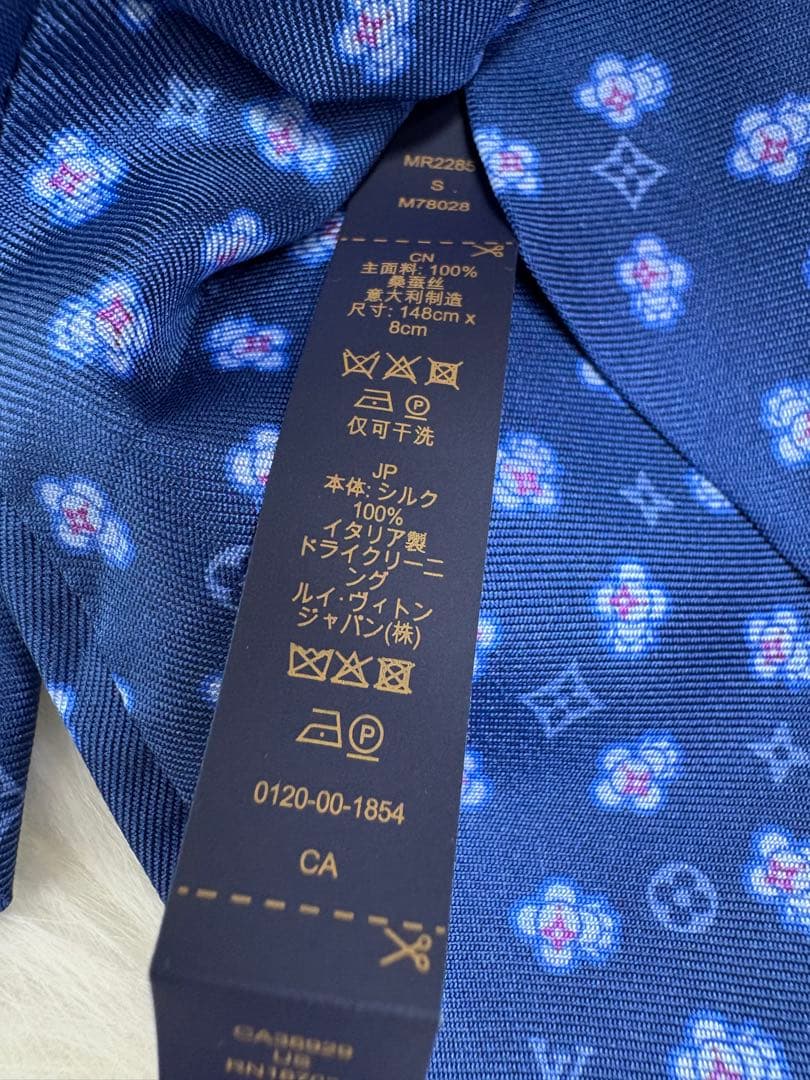 MR2285
S
M78028
CN
主面料: 100%
桑蚕丝
意大利制造
尺寸: 148cm x
8cm
P
仅可干洗
JP
本体: シルク
100%
イタリア製
ドライクリーニ
ング
ルイ·ヴィトン
ジャパン(株)
P
0120-00-1854
CA
CA36929
US